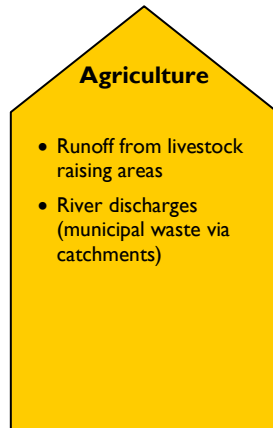 Agriculture
• Runoff from livestock
raising areas
• River discharges
(municipal waste via
catchments)